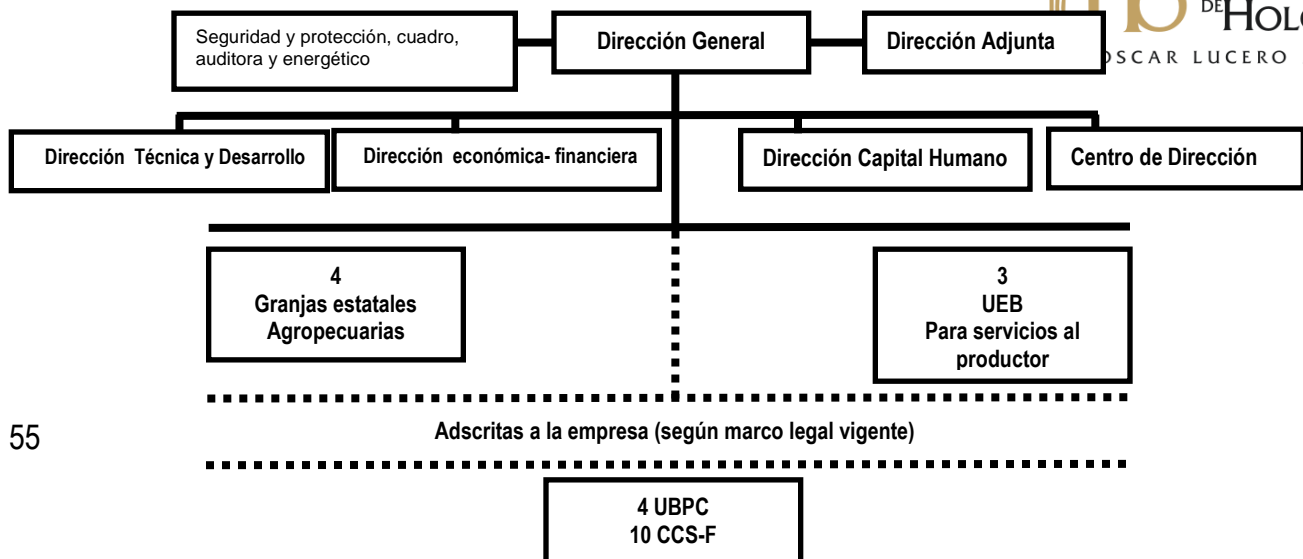 DE HOL
OSCAR LUCERO
Seguridad y protección, cuadro,
auditora y energético
Dirección General
Dirección Adjunta
Dirección Técnica y Desarrollo
Dirección económica- financiera
Dirección Capital Humano
Centro de Dirección
4
Granjas estatales
Agropecuarias
3
UEB
Para servicios al
productor
55
Adscritas a la empresa (según marco legal vigente)
4 UBPC
10 CCS-F